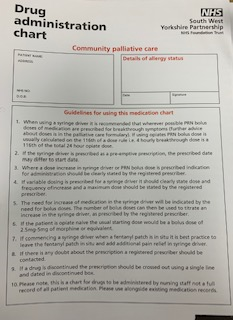 Drug
administration
chart
NHS
South West
Yorkshire Partnership
NHS Foundation Trust
Community palliative care
PATIENT NAME
ADDRESS
NHS NO
D.O.B
Details of allergy status
Date
Signature
Guidelines for using this medication chart
1. When using a syringe driver it is recommended that wherever possible PRN bolus
doses of medication are prescribed for breakthrough symptoms (further advice
about doses is in the palliative care formulary). If using opiates PRN bolus dose is
usually calculated on the 1/6th of a dose rule i.e. 4 hourly breakthrough dose is a
1/6th of the total 24 hour opiate dose.
2. If the syringe driver is prescribed as a pre-emptive prescription, the prescribed date
may differ to start date.
3. Where a dose increase in syringe driver or PRN bolus dose is prescribed indication
for administration should be clearly stated by the registered prescriber.
4. If variable dosing is prescribed for a syringe driver it should clearly state dose and
frequency of increase and a maximum dose should be stated by the registered
prescriber.
5. The need for increase of medication in the syringe driver will be indicated by the
need for bolus doses. The number of bolus doses can then be used to titrate an
increase in the syringe driver, as prescribed by the registered prescriber.
6. If the patient is opiate naive the usual starting dose would be a bolus dose of
2.5mg-5mg of morphine or equivalent.
7. If commencing a syringe driver when a fentanyl patch is in situ it is best practice to
leave the fentanyl patch in situ and add additional pain relief in syringe driver.
8. If there is any doubt about the prescription a registered prescriber should be
contacted.
9. If a drug is discontinued the prescription should be crossed out using a single line
and dated in discontinued box.
10. Please note, this is a chart for drugs to be administered by nursing staff not a full
record of all patient medication. Please use alongside existing medication records.